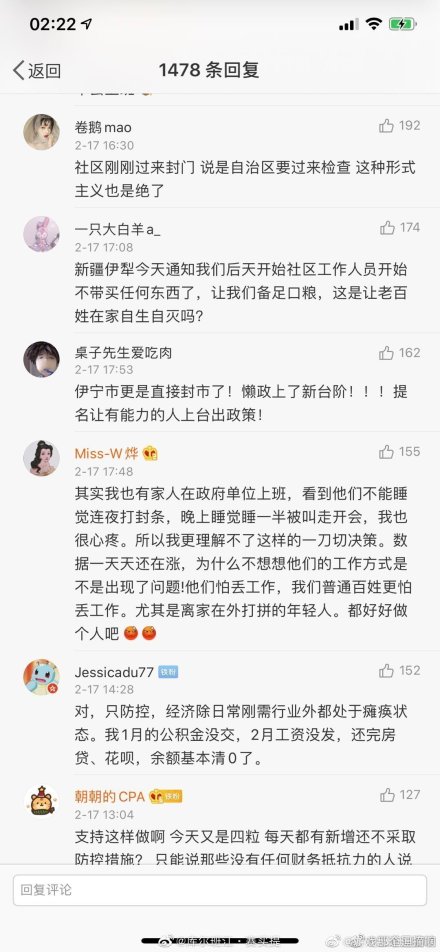 02:22
返回
1478 条回复
卷鹅mao
192
2-17 16:30
社区刚刚过来封门 说是自治区要过来检查 这种形式
主义也是绝了
一只大白羊a_
174
2-17 17:08
新疆伊犁今天通知我们后天开始社区工作人员开始
不带买任何东西了，让我们备足口粮，这是让老百
姓在家自生自灭吗?
桌子先生爱吃肉
162
2-17 17:53
伊宁市更是直接封市了！懒政上了新台阶！！！提
名让有能力的人上台出政策！
Miss-W烨
155
2-17 17:48
其实我也有家人在政府单位上班，看到他们不能睡
觉连夜打封条，晚上睡觉睡一半被叫走开会，我也
很心疼。所以我更理解不了这样的一刀切决策。数
据一天天还在涨，为什么不想想他们的工作方式是
不是出现了问题!他们怕丢工作，我们普通百姓更怕
丢工作。尤其是离家在外打拼的年轻人。都好好做
个人吧
Jessicadu77 铁粉
152
2-17 14:28
对，只防控，经济除日常刚需行业外都处于瘫痪状
态。我1月的公积金没交，2月工资没发，还完房
贷、花呗，余额基本清0了。
朝朝的CPA 铁粉
127
2-17 13:04
支持这样做啊 今天又是四粒 每天都有新增还不采取
防控措施？ 只能说那些没有任何财务抵抗力的人说
回复评论